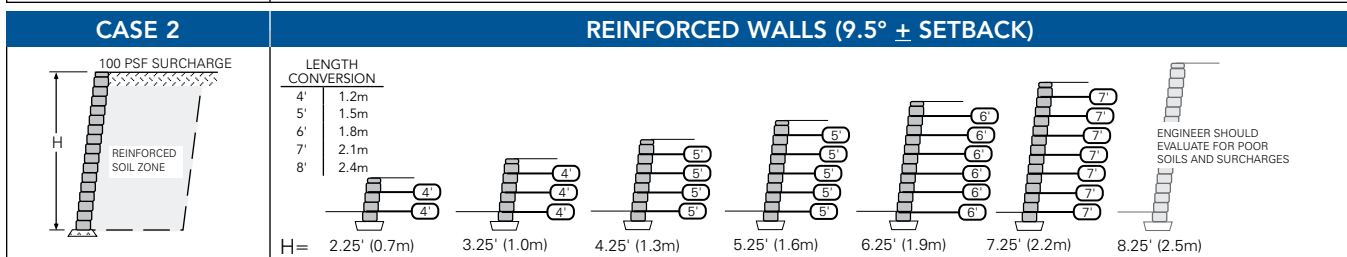 CASE 2
REINFORCED WALLS (9.5° ± SETBACK)
100 PSF SURCHARGE
H
REINFORCED
SOIL ZONE
LENGTH
CONVERSION
4' 1.2m
5' 1.5m
6' 1.8m
7' 2.1m
8' 2.4m
4'
4'
4'
4'
4'
5'
5'
5'
5'
5'
5'
5'
5'
5'
6'
6'
6'
6'
6'
6'
7'
7'
7'
7'
7'
7'
7'
ENGINEER SHOULD
EVALUATE FOR POOR
SOILS AND SURCHARGES
H= 2.25' (0.7m) 3.25' (1.0m) 4.25' (1.3m) 5.25' (1.6m) 6.25' (1.9m) 7.25' (2.2m) 8.25' (2.5m)